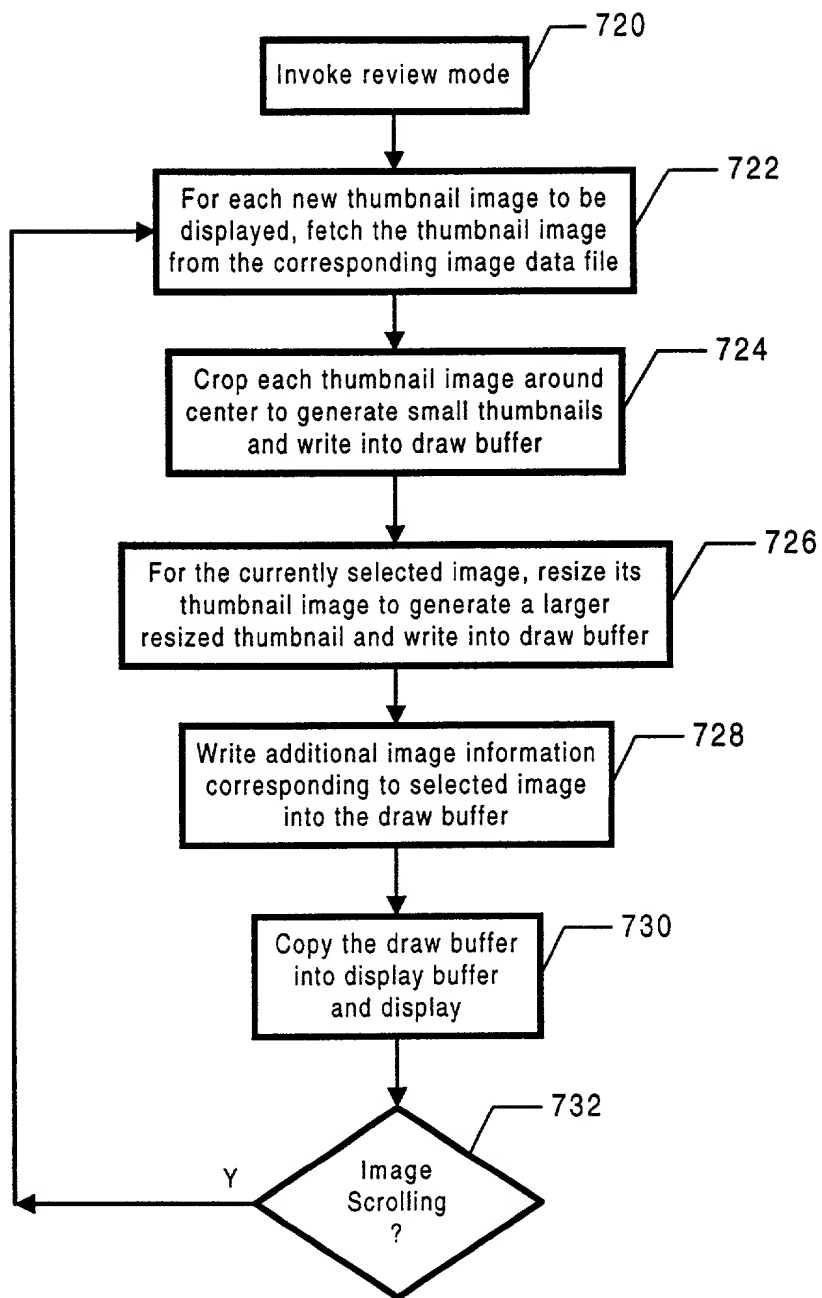 720
Invoke review mode
722
For each new thumbnail image to be
displayed, fetch the thumbnail image
from the corresponding image data file
724
Crop each thumbnail image around
center to generate small thumbnails
and write into draw buffer
726
For the currently selected image, resize its
thumbnail image to generate a larger
resized thumbnail and write into draw buffer
728
Write additional image information
corresponding to selected image
into the draw buffer
730
Copy the draw buffer
into display buffer
and display
732
Y
Image
Scrolling
?